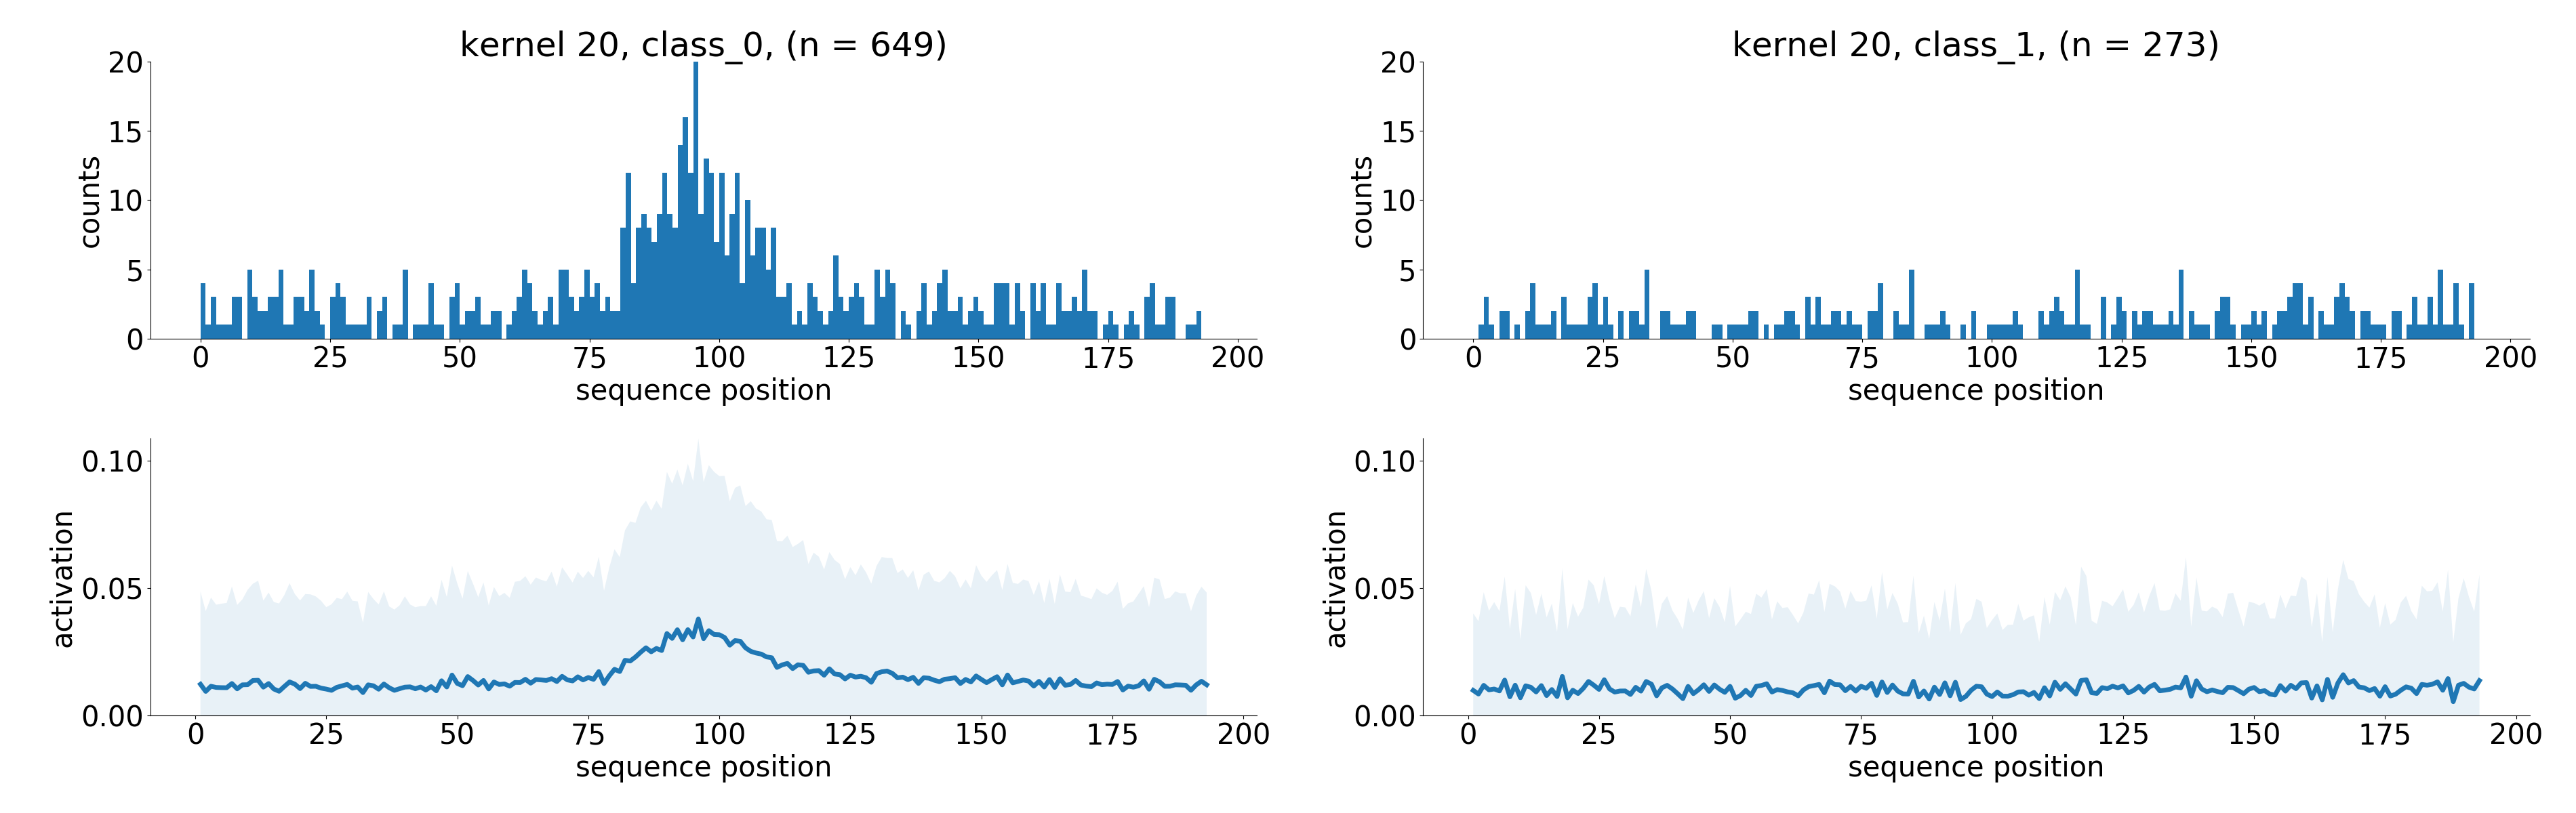 kernel 20, class_0, (n = 649)
counts
20
15
10
5
0
0 25 50 75 100 125 150 175 200
sequence position
kernel 20, class_1, (n = 273)
counts
20
15
10
5
0
0 25 50 75 100 125 150 175 200
sequence position
activation
0.10
0.05
0.00
0 25 50 75 100 125 150 175 200
sequence position
activation
0.10
0.05
0.00
0 25 50 75 100 125 150 175 200
sequence position